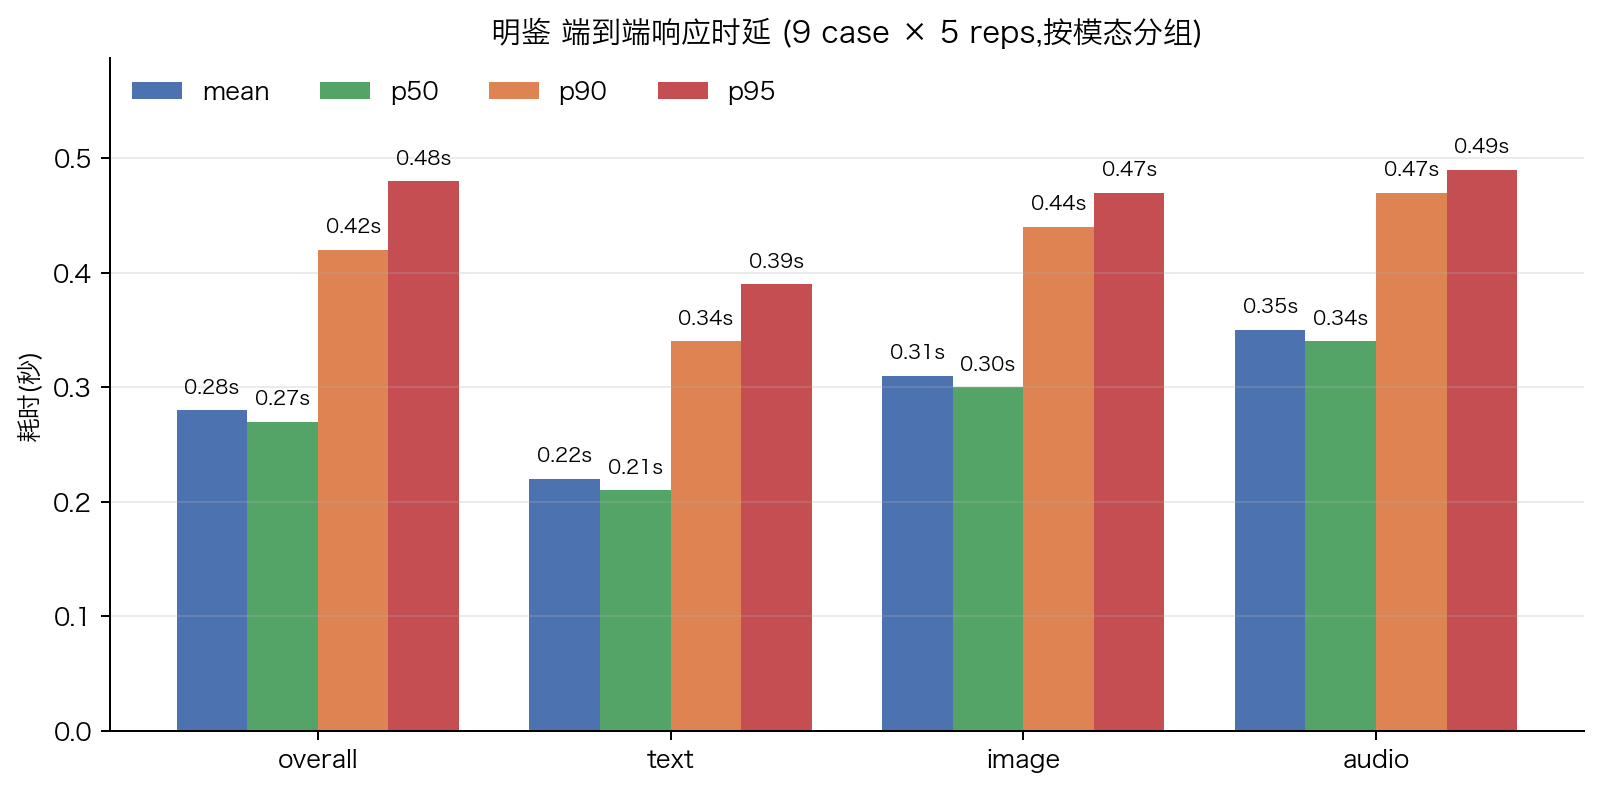 明鉴 端到端响应时延 (9 case × 5 reps,按模态分组)
mean p50 p90 p95
耗时(秒)
0.5
0.4
0.3
0.2
0.1
0.0
0.28s 0.27s 0.42s 0.48s
0.22s 0.21s 0.34s 0.39s
0.31s 0.30s 0.44s 0.47s
0.35s 0.34s 0.47s 0.49s
overall text image audio